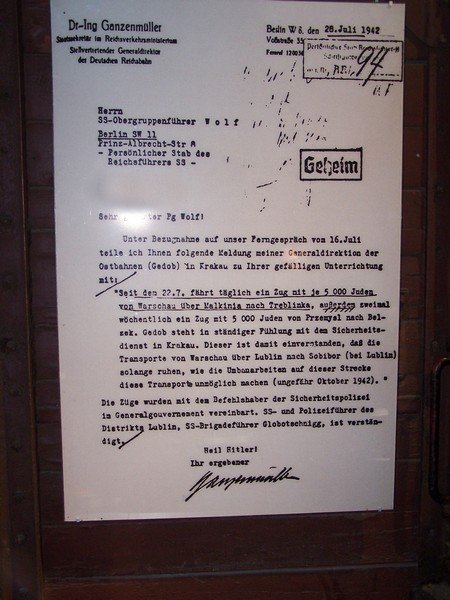 Dr-Ing Ganzenmüller
Staatssekretär im Reichsverkehrsministerium
Stellvertretender Generaldirektor
der Deutschen Reichsbahn
Berlin W 8, den 28. Juli 1942
Voßstraße 35
Geheim
Herrn
SS-Obergruppenführer W o l f
Berlin SW 11
Prinz-Albrecht-Str 8
- Persönlicher Stab des
Reichsführers SS -
Sehr Pg Wolf!
Unter Bezugnahme auf unser Ferngespräch vom 16.Juli
teile ich Ihnen folgende Meldung meiner Generaldirektion der
Ostbahnen (Gedob) in Krakau zu Ihrer gefälligen Unterrichtung
mit:
"Seit dem 22.7. fährt täglich ein Zug mit je 5 000 Juden
von Warschau über Malkinia nach Treblinka, außerdem zweimal
wöchentlich ein Zug mit 5 000 Juden von Przemysl nach Bel-
zek. Gedob steht in ständiger Fühlung mit dem Sicherheits-
dienst in Krakau. Dieser ist damit einverstanden, daß die
Transporte von Warschau über Lublin nach Sobibor (bei Lublin)
solange ruhen, wie die Umbauarbeiten auf dieser Strecke
diese Transporte unmöglich machen (ungefähr Oktober 1942). "
Die Züge wurden mit dem Befehlshaber der Sicherheitspolizei
im Generalgouvernement vereinbart. SS- und Polizeiführer des
Distrikts Lublin, SS-Brigadeführer Globotschnigg, ist verstän-
digt.
Heil Hitler!
Ihr ergebener
Ganzenmüller